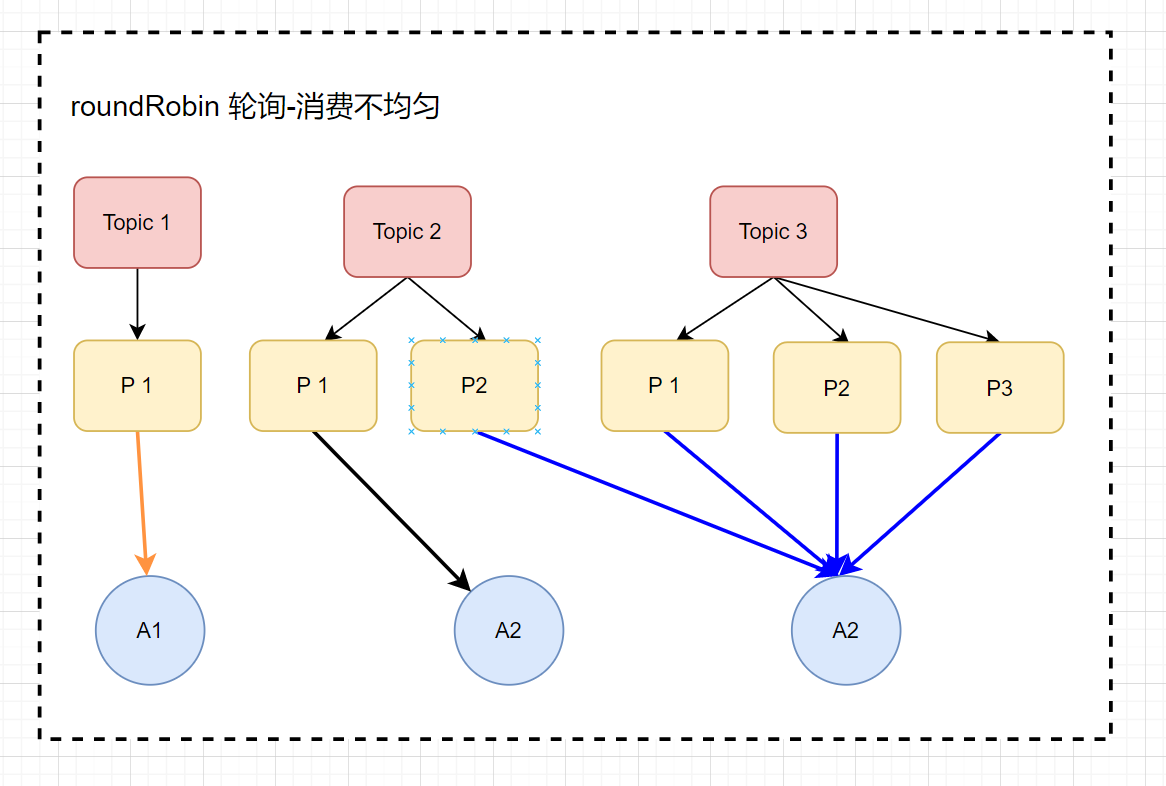 roundRobin 轮询-消费不均匀
Topic 1
Topic 2
Topic 3
P 1
P 1
P2
P 1
P2
P3
A1
A2
A2